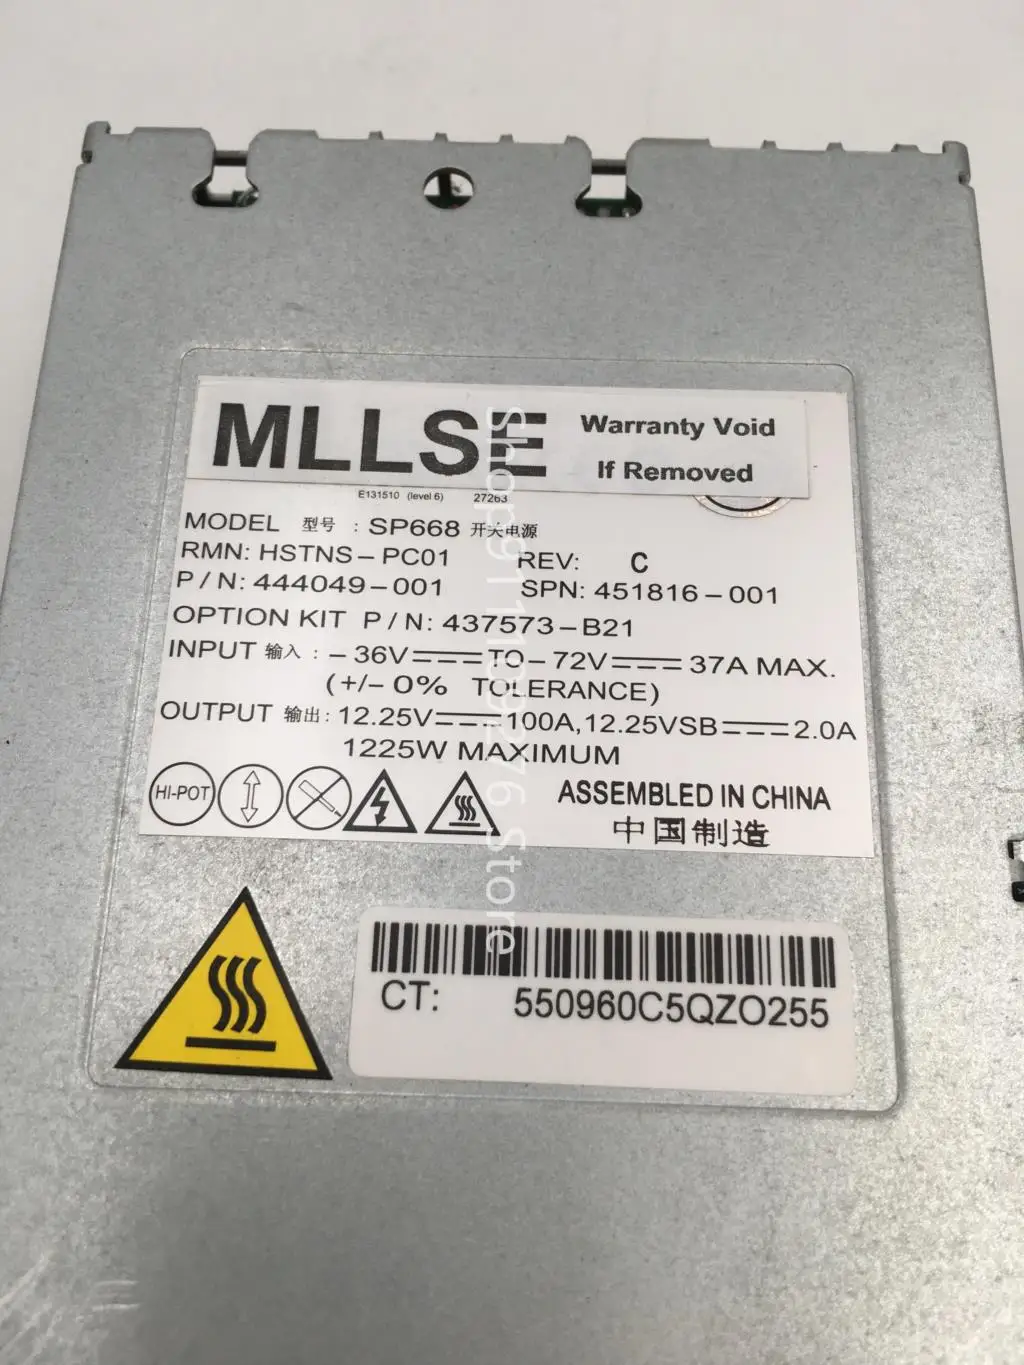 MLLSE Warranty Void
If Removed
E131510 (level 6) 27263
MODEL 型号 : SP668 开关电源
RMN: HSTNS-PC01 REV: C
P/N: 444049-001 SPN: 451816-001
OPTION KIT P/N: 437573-B21
INPUT 输入 : -36V TO -72V 37A MAX.
(+/- 0% TOLERANCE)
OUTPUT 输出: 12.25V 100A, 12.25VSB 2.0A
1225W MAXIMUM
HI-POT
ASSEMBLED IN CHINA
中国制造
CT: 550960C5QZO255
Shop911189276 Store